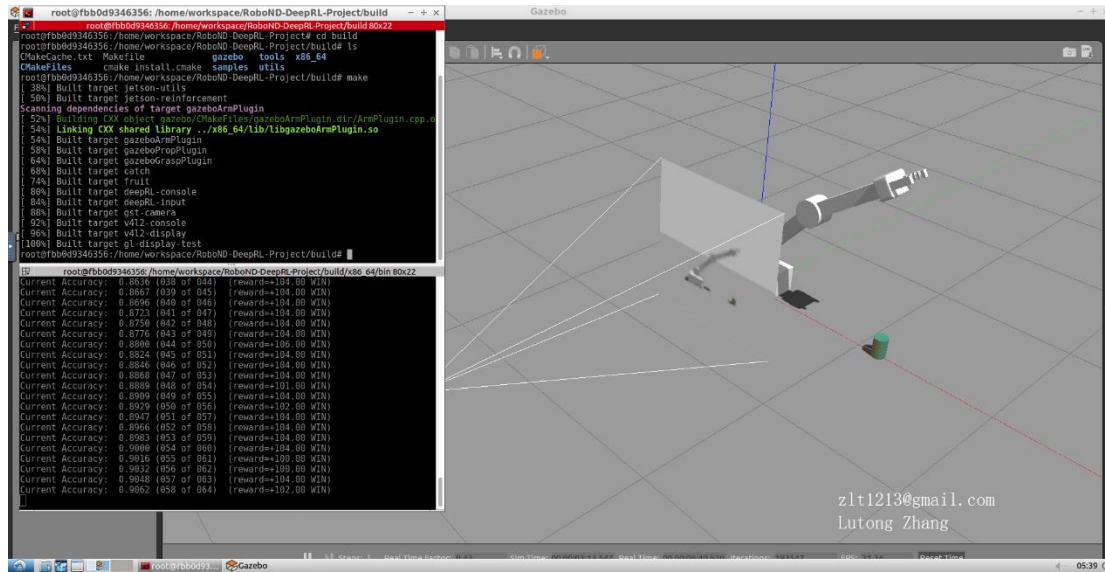 root@fbb0d9346356: /home/workspace/RoboND-DeepRL-Project/build
Gazebo
root@fbb0d9346356: /home/workspace/RoboND-DeepRL-Project/build 80x22
root@fbb0d9346356:/home/workspace/RoboND-DeepRL-Project# cd build
root@fbb0d9346356:/home/workspace/RoboND-DeepRL-Project/build# ls
CMakeCache.txt Makefile gazebo tools x86_64
CMakeFiles cmake_install.cmake samples utils
root@fbb0d9346356:/home/workspace/RoboND-DeepRL-Project/build# make
[ 38%] Built target jetson-utils
[ 50%] Built target jetson-reinforcement
Scanning dependencies of target gazeboArmPlugin
[ 52%] Building CXX object gazebo/CMakeFiles/gazeboArmPlugin.dir/ArmPlugin.cpp.o
[ 54%] Linking CXX shared library ../x86_64/lib/libgazeboArmPlugin.so
[ 54%] Built target gazeboArmPlugin
[ 58%] Built target gazeboPropPlugin
[ 64%] Built target gazeboGraspPlugin
[ 68%] Built target catch
[ 74%] Built target fruit
[ 80%] Built target deepRL-console
[ 84%] Built target deepRL-input
[ 88%] Built target gst-camera
[ 92%] Built target v4l2-console
[ 96%] Built target v4l2-display
[100%] Built target gl-display-test
root@fbb0d9346356:/home/workspace/RoboND-DeepRL-Project/build#
root@fbb0d9346356: /home/workspace/RoboND-DeepRL-Project/build/x86_64/bin 80x22
Current Accuracy: 0.8636 (038 of 044) (reward=+104.00 WIN)
Current Accuracy: 0.8667 (039 of 045) (reward=+104.00 WIN)
Current Accuracy: 0.8696 (040 of 046) (reward=+104.00 WIN)
Current Accuracy: 0.8723 (041 of 047) (reward=+104.00 WIN)
Current Accuracy: 0.8750 (042 of 048) (reward=+104.00 WIN)
Current Accuracy: 0.8776 (043 of 049) (reward=+104.00 WIN)
Current Accuracy: 0.8800 (044 of 050) (reward=+106.00 WIN)
Current Accuracy: 0.8824 (045 of 051) (reward=+104.00 WIN)
Current Accuracy: 0.8846 (046 of 052) (reward=+104.00 WIN)
Current Accuracy: 0.8868 (047 of 053) (reward=+104.00 WIN)
Current Accuracy: 0.8889 (048 of 054) (reward=+101.00 WIN)
Current Accuracy: 0.8909 (049 of 055) (reward=+104.00 WIN)
Current Accuracy: 0.8929 (050 of 056) (reward=+102.00 WIN)
Current Accuracy: 0.8947 (051 of 057) (reward=+104.00 WIN)
Current Accuracy: 0.8966 (052 of 058) (reward=+104.00 WIN)
Current Accuracy: 0.8983 (053 of 059) (reward=+104.00 WIN)
Current Accuracy: 0.9000 (054 of 060) (reward=+104.00 WIN)
Current Accuracy: 0.9016 (055 of 061) (reward=+100.00 WIN)
Current Accuracy: 0.9032 (056 of 062) (reward=+100.00 WIN)
Current Accuracy: 0.9048 (057 of 063) (reward=+104.00 WIN)
Current Accuracy: 0.9062 (058 of 064) (reward=+102.00 WIN)
zlt1213@gmail.com
Lutong Zhang
Real Time Factor: Sim Time: Real Time: Iterations: FPS: Reset Time
root@fbb0d93... Gazebo 05:39